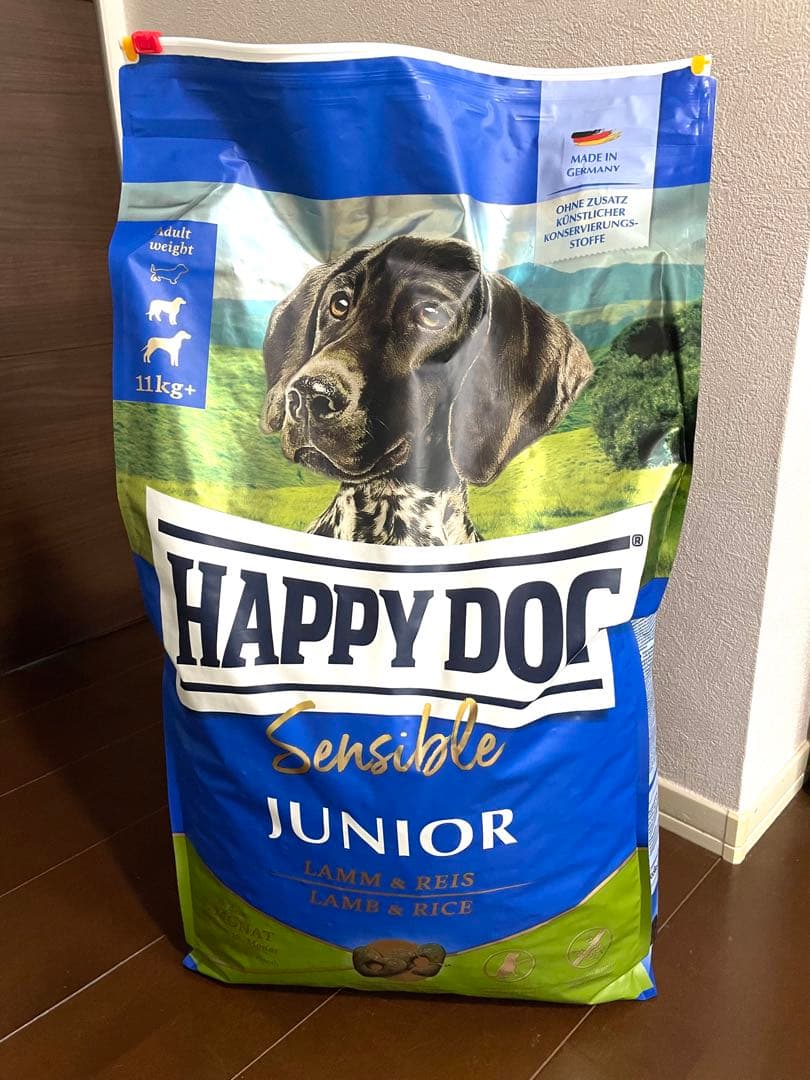 MADE IN
GERMANY
OHNE ZUSATZ
KÜNSTLICHER
KONSERVIERUNGS-
STOFFE
Adult
weight
11kg+
HAPPY DOG
®
Sensible
JUNIOR
LAMM & REIS
LAMB & RICE
MONAT